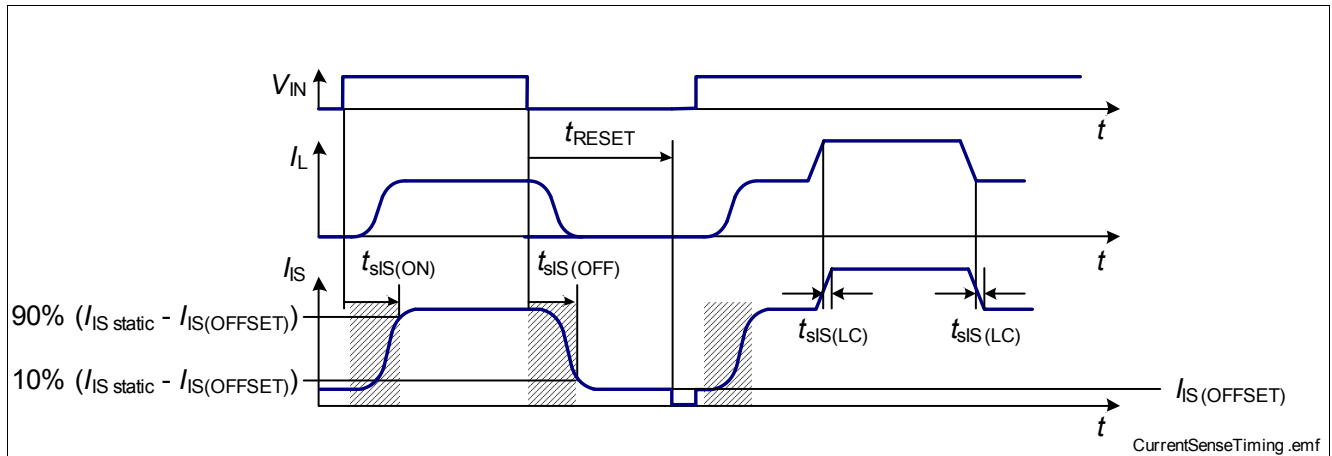 VIN
t
tRESET
IL
t
IIS
tsIS(ON)
tsIS(OFF)
90% (IIS static - IIS(OFFSET))
tsIS(LC)
tsIS(LC)
10% (IIS static - IIS(OFFSET))
IIS(OFFSET)
t
CurrentSenseTiming.emf